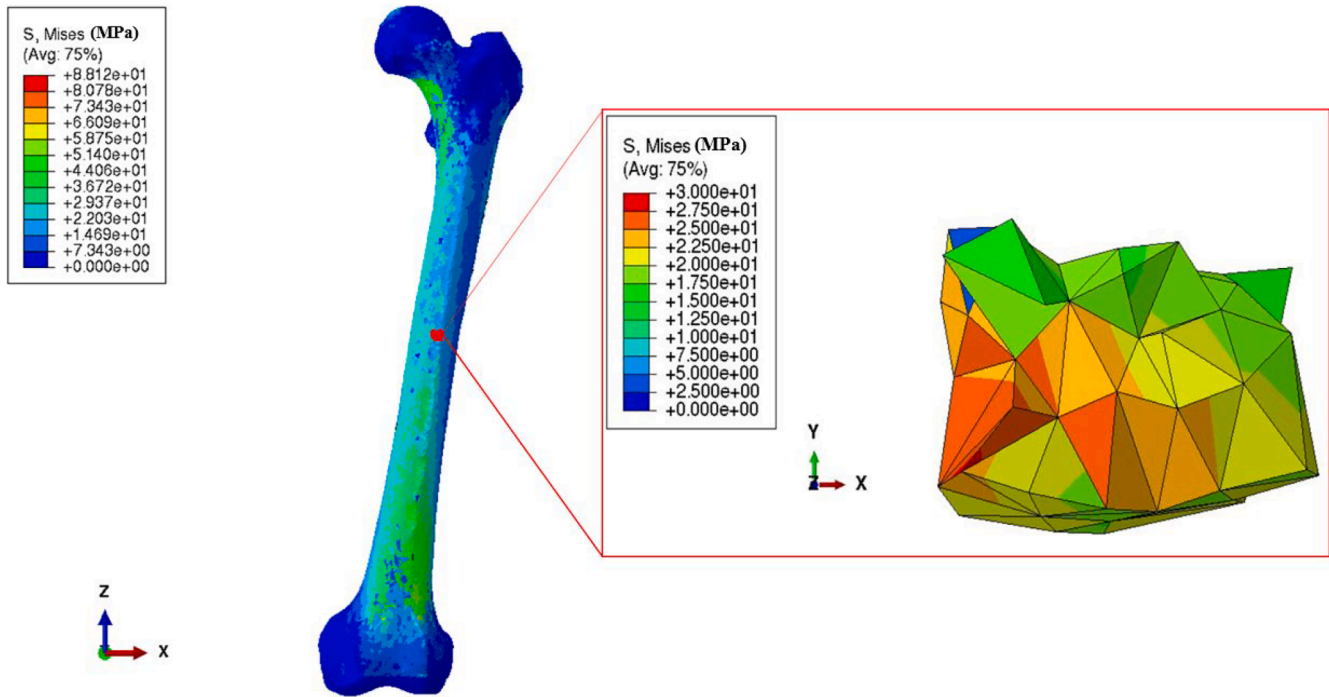 S, Mises (MPa)
(Avg: 75%)
+8.812e+01
+8.078e+01
+7.343e+01
+6.609e+01
+5.875e+01
+5.140e+01
+4.406e+01
+3.672e+01
+2.937e+01
+2.203e+01
+1.469e+01
+7.343e+00
+0.000e+00
S, Mises (MPa)
(Avg: 75%)
+3.000e+01
+2.750e+01
+2.500e+01
+2.250e+01
+2.000e+01
+1.750e+01
+1.500e+01
+1.250e+01
+1.000e+01
+7.500e+00
+5.000e+00
+2.500e+00
+0.000e+00
Y
Z X
Z
X